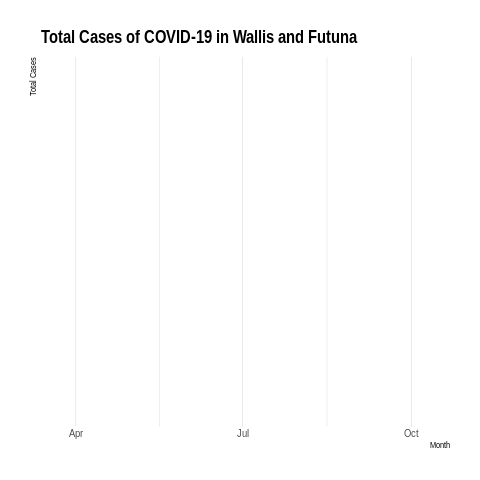 Total Cases of COVID-19 in Wallis and Futuna
Total Cases
Apr
Jul
Oct
Month